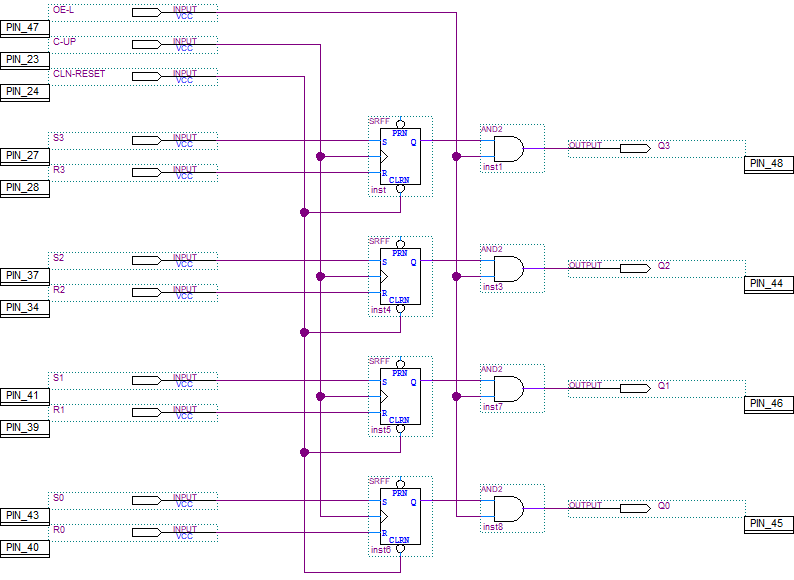 OE-L INPUT
VCC
PIN_47
C-UP INPUT
VCC
PIN_23
CLN-RESET INPUT
VCC
PIN_24
SRFF
PRN
AND2
S3 INPUT S Q OUTPUT Q3
VCC
PIN_27 PIN_48
R3 INPUT R inst1
VCC
CLRN
PIN_28 inst
SRFF
PRN
AND2
S2 INPUT S Q OUTPUT Q2
VCC
PIN_37 PIN_44
R2 INPUT R inst3
VCC
CLRN
PIN_34 inst4
SRFF
PRN
AND2
S1 INPUT S Q OUTPUT Q1
VCC
PIN_41 PIN_46
R1 INPUT R inst7
VCC
CLRN
PIN_39 inst5
SRFF
PRN
AND2
S0 INPUT S Q OUTPUT Q0
VCC
PIN_43 PIN_45
R0 INPUT R inst8
VCC
CLRN
PIN_40 inst6